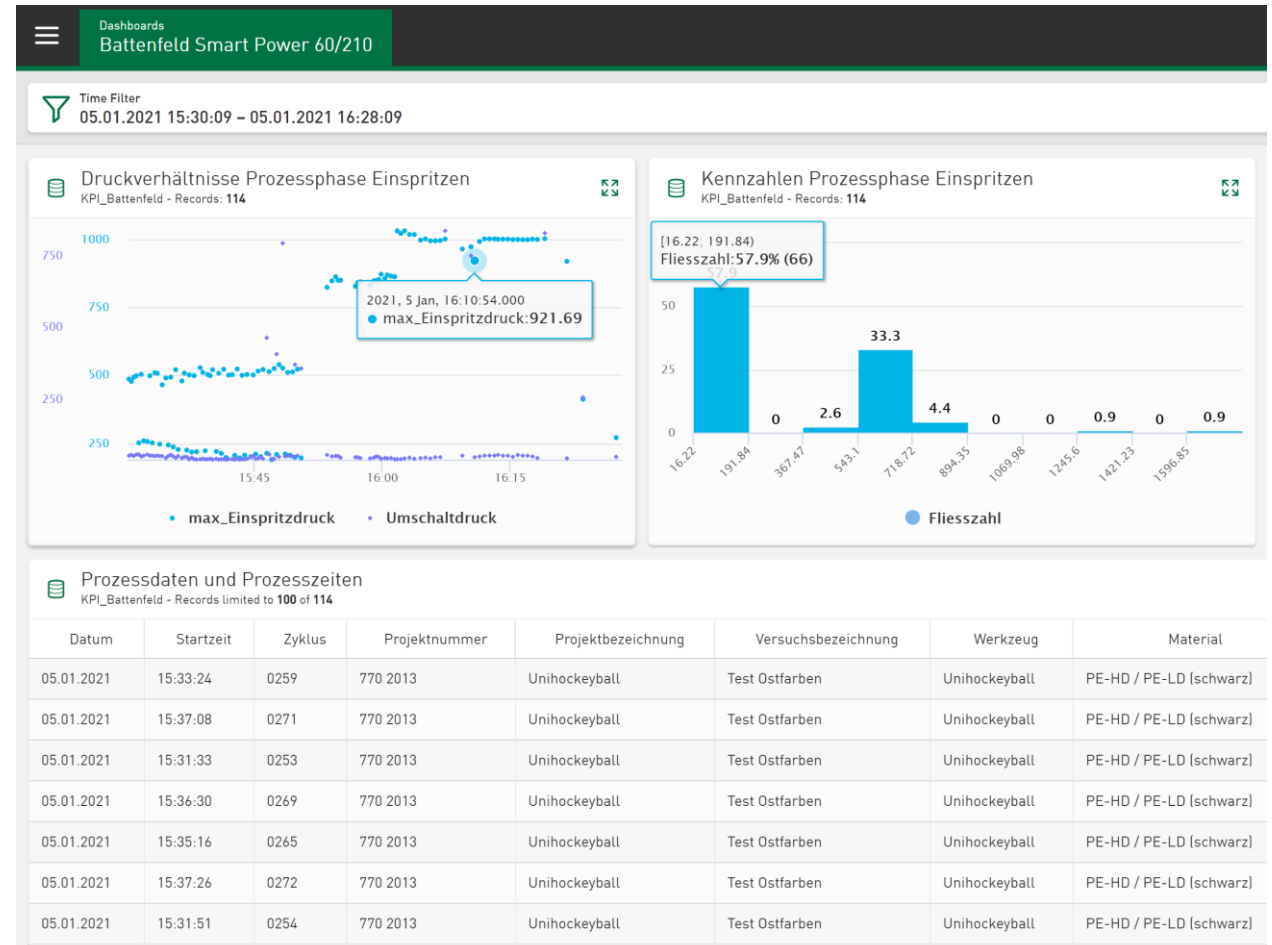 Dashboards
Battenfeld Smart Power 60/210
Time Filter
05.01.2021 15:30:09 – 05.01.2021 16:28:09
Druckverhältnisse Prozessphase Einspritzen
KPI_Battenfeld - Records: 114
1000
750
750
500
500
250
250
15:45 16:00 16:15
2021, 5 Jan, 16:10:54.000
max_Einspritzdruck:921.69
max_Einspritzdruck Umschaltdruck
Kennzahlen Prozessphase Einspritzen
KPI_Battenfeld - Records: 114
[16.22; 191.84)
Fliesszahl:57.9% (66)
57.9
50
33.3
25
0 2.6 4.4 0 0 0.9 0 0.9
0
16.22 191.84 367.47 543.1 718.72 894.35 1069.98 1245.6 1421.23 1596.85
Fliesszahl
Prozessdaten und Prozesszeiten
KPI_Battenfeld - Records limited to 100 of 114
Datum Startzeit Zyklus Projektnummer Projektbezeichnung Versuchsbezeichnung Werkzeug Material
05.01.2021 15:33:24 0259 770 2013 Unihockeyball Test Ostfarben Unihockeyball PE-HD / PE-LD (schwarz)
05.01.2021 15:37:08 0271 770 2013 Unihockeyball Test Ostfarben Unihockeyball PE-HD / PE-LD (schwarz)
05.01.2021 15:31:33 0253 770 2013 Unihockeyball Test Ostfarben Unihockeyball PE-HD / PE-LD (schwarz)
05.01.2021 15:36:30 0269 770 2013 Unihockeyball Test Ostfarben Unihockeyball PE-HD / PE-LD (schwarz)
05.01.2021 15:35:16 0265 770 2013 Unihockeyball Test Ostfarben Unihockeyball PE-HD / PE-LD (schwarz)
05.01.2021 15:37:26 0272 770 2013 Unihockeyball Test Ostfarben Unihockeyball PE-HD / PE-LD (schwarz)
05.01.2021 15:31:51 0254 770 2013 Unihockeyball Test Ostfarben Unihockeyball PE-HD / PE-LD (schwarz)